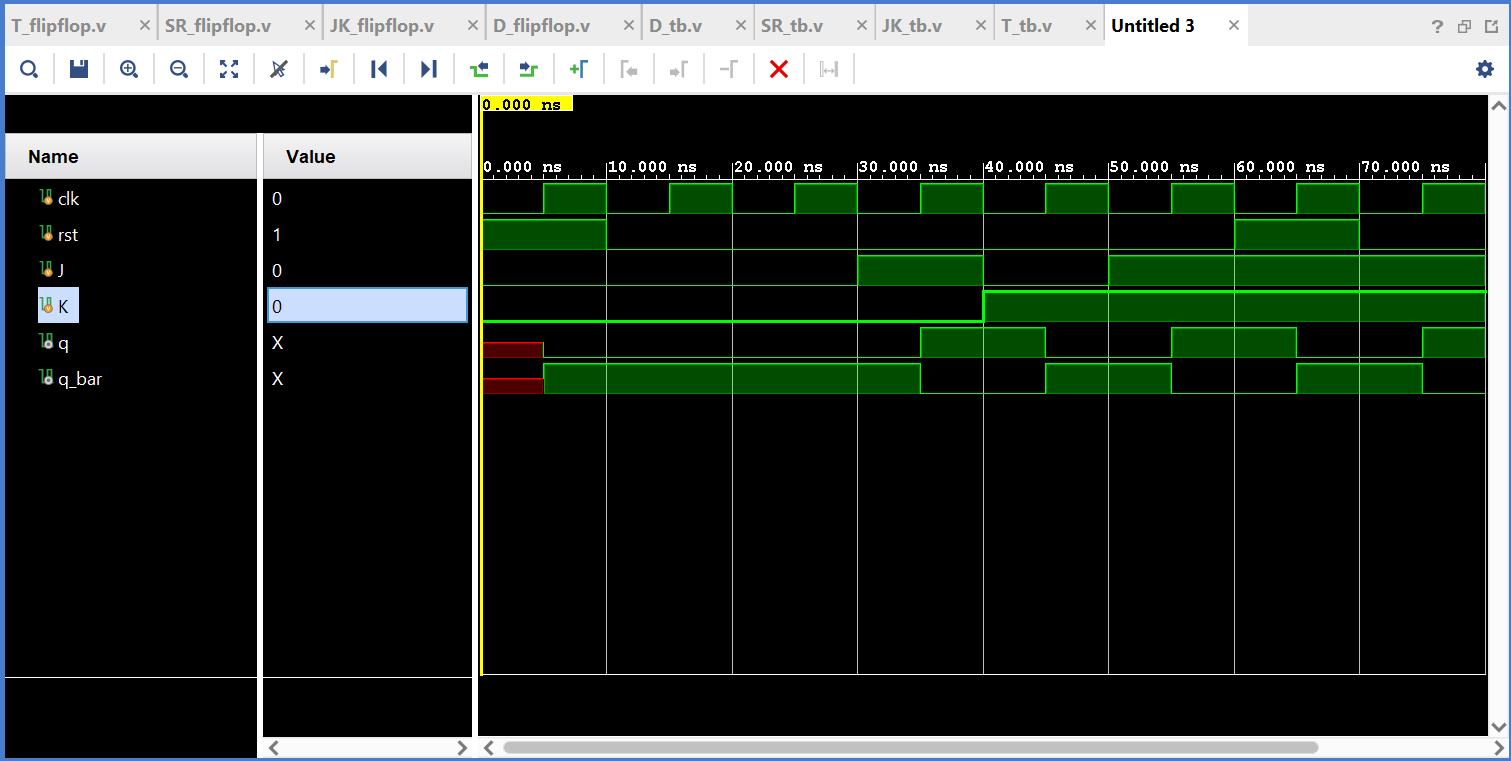 T_flipflop.v SR_flipflop.v JK_flipflop.v D_flipflop.v D_tb.v SR_tb.v JK_tb.v T_tb.v Untitled 3
0.000 ns
Name Value
0.000 ns 10.000 ns 20.000 ns 30.000 ns 40.000 ns 50.000 ns 60.000 ns 70.000 ns
clk 0
rst 1
J 0
K 0
q X
q_bar X